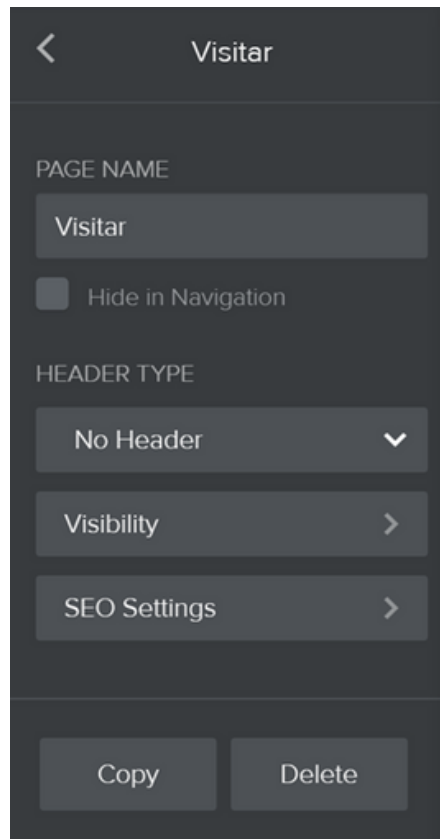 Visitar
PAGE NAME
Visitar
Hide in Navigation
HEADER TYPE
No Header
Visibility
SEO Settings
Copy Delete